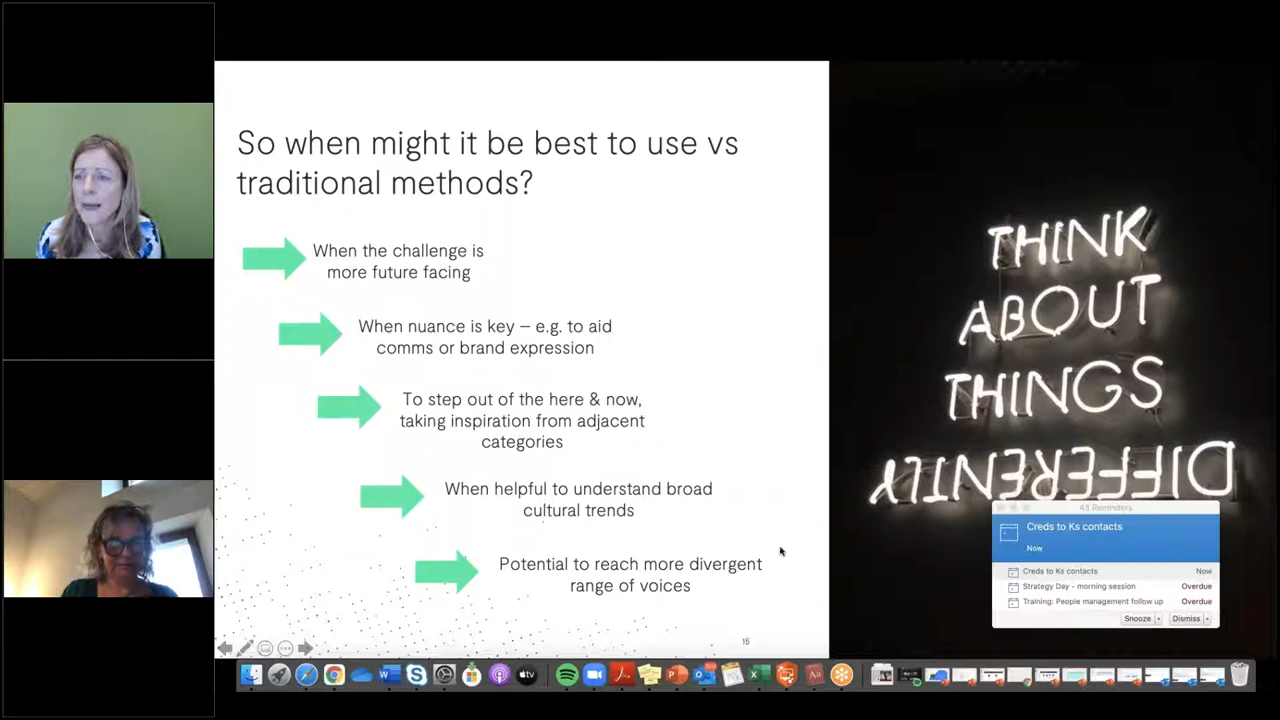 So when might it be best to use vs
traditional methods?
When the challenge is
more future facing
When nuance is key – e.g. to aid
comms or brand expression
To step out of the here & now,
taking inspiration from adjacent
categories
When helpful to understand broad
cultural trends
Potential to reach more divergent
range of voices
15
THINK
ABOUT
THINGS
DIFFERENTLY
43 Reminders
Creds to Ks contacts
Now
Creds to Ks contacts Now
Strategy Day - morning session Overdue
Training: People management follow up Overdue
Snooze Dismiss
tv